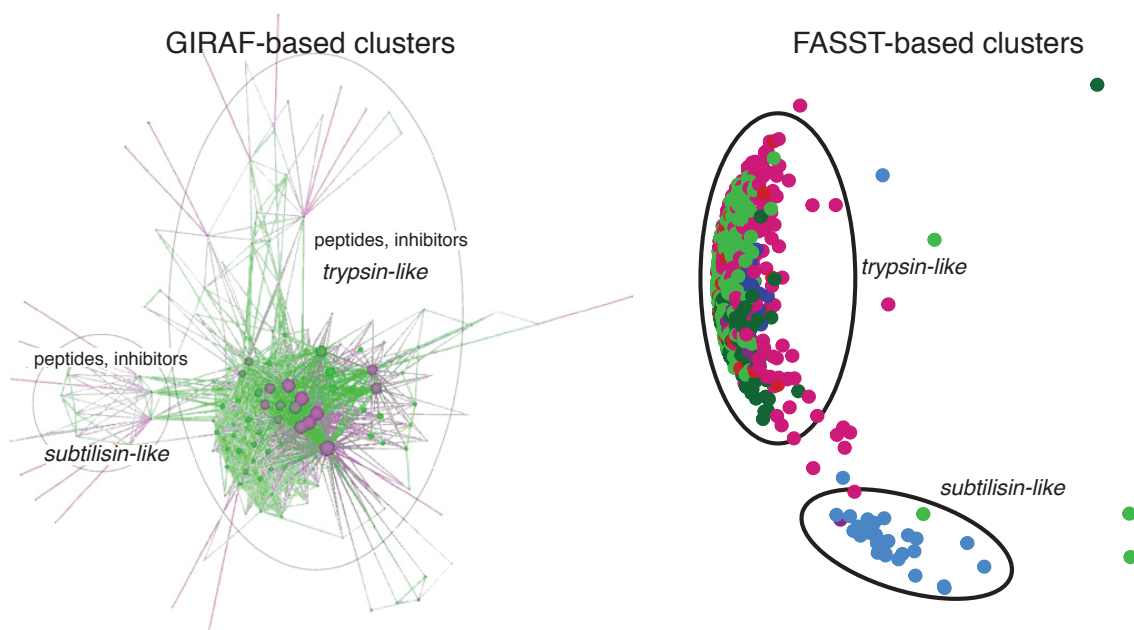 GIRAF-based clusters
peptides, inhibitors
trypsin-like
peptides, inhibitors
subtilisin-like
FASST-based clusters
trypsin-like
subtilisin-like